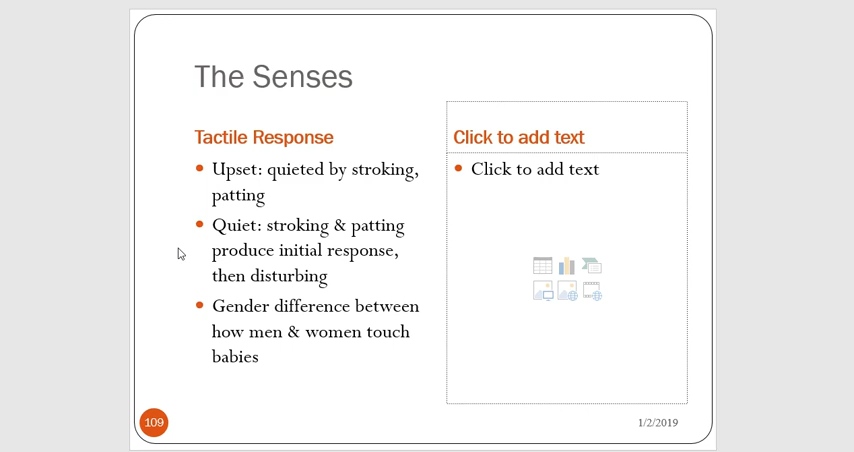 The Senses
Tactile Response
• Upset: quieted by stroking,
patting
• Quiet: stroking & patting
produce initial response,
then disturbing
• Gender difference between
how men & women touch
babies
Click to add text
• Click to add text
109
1/2/2019